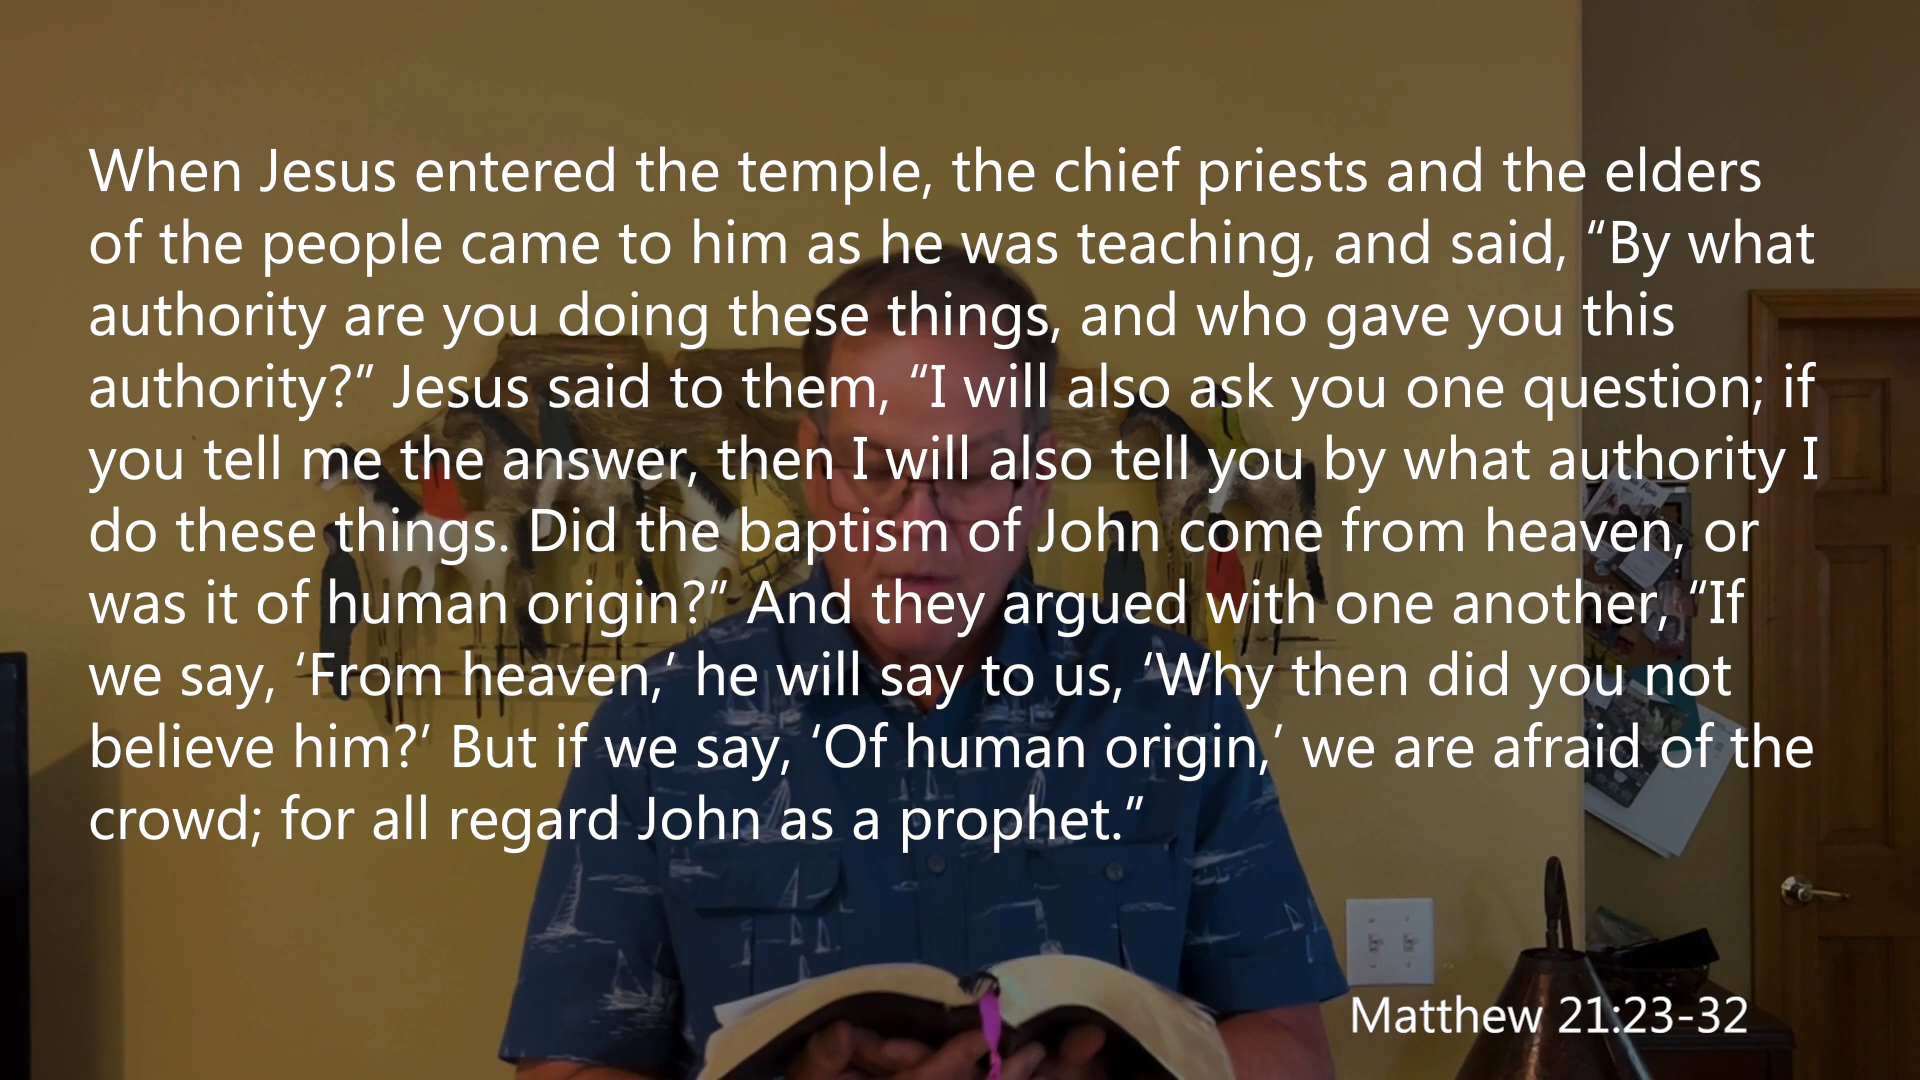 When Jesus entered the temple, the chief priests and the elders
of the people came to him as he was teaching, and said, “By what
authority are you doing these things, and who gave you this
authority?” Jesus said to them, “I will also ask you one question; if
you tell me the answer, then I will also tell you by what authority I
do these things. Did the baptism of John come from heaven, or
was it of human origin?” And they argued with one another, “If
we say, ‘From heaven,’ he will say to us, ‘Why then did you not
believe him?’ But if we say, ‘Of human origin,’ we are afraid of the
crowd; for all regard John as a prophet.”
Matthew 21:23-32